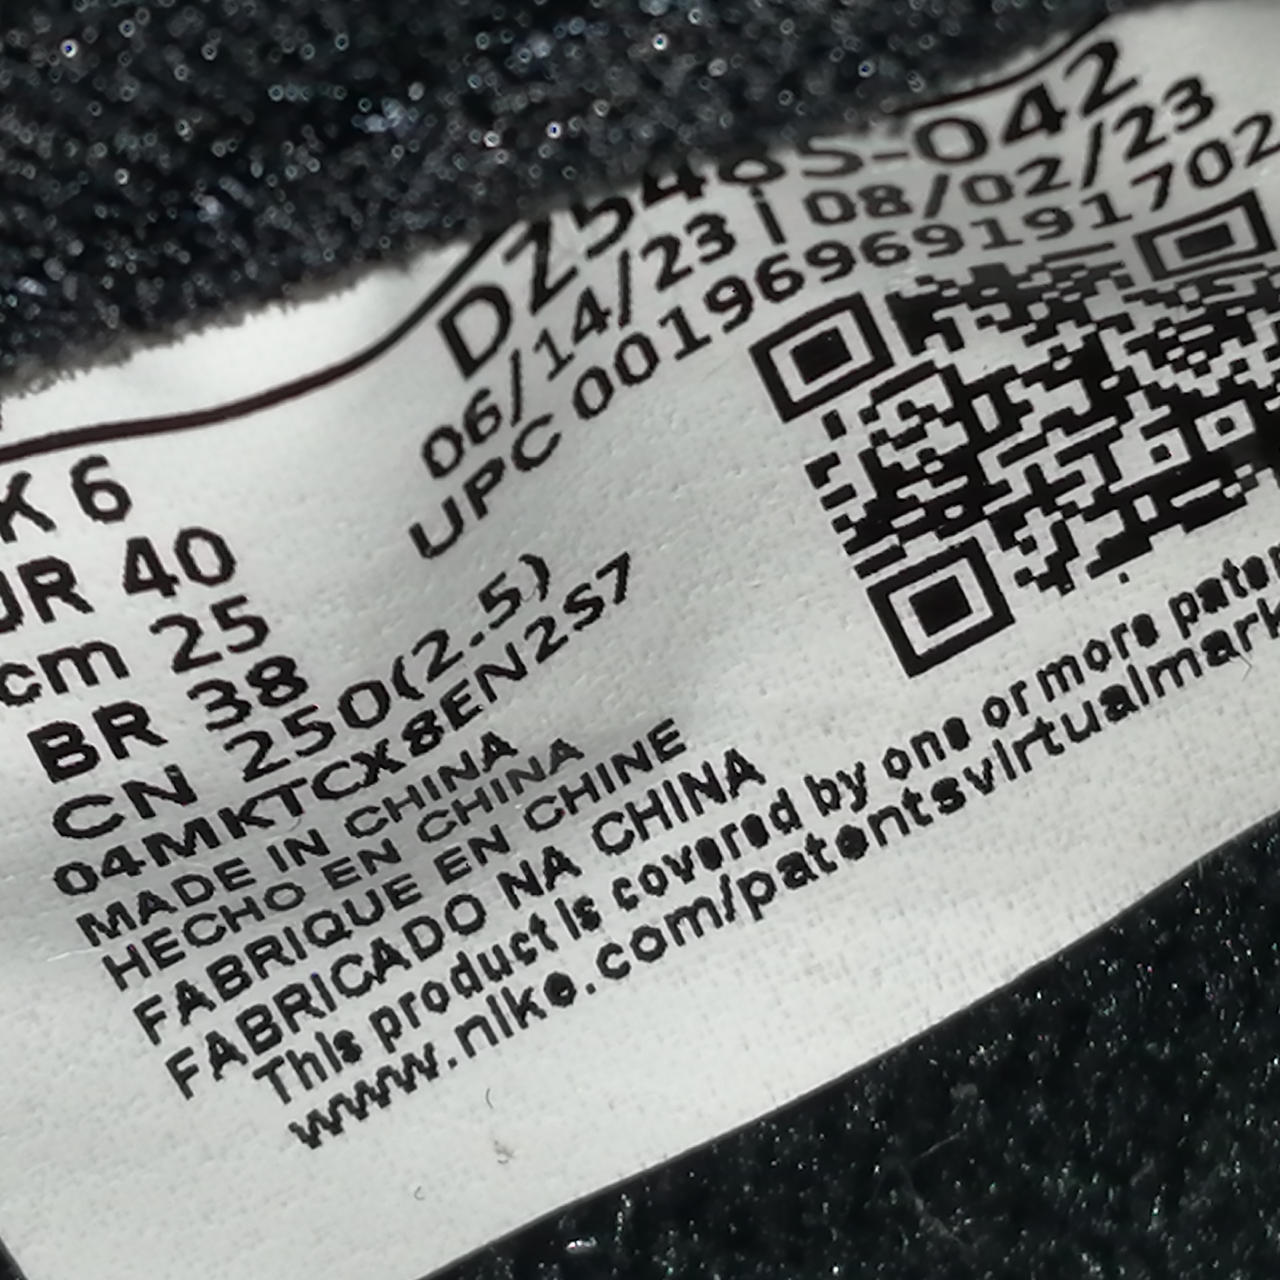 DZ5485-042
06/14/23 | 08/02/23
UPC 00196969191702
K 6
UR 40
cm 25
BR 38
CN 250(2.5)
04MKTCX8EN2S7
MADE IN CHINA
HECHO EN CHINA
FABRIQUE EN CHINE
FABRICADO NA CHINA
This product is covered by one or more paten
www.nike.com/patentsvirtualmark